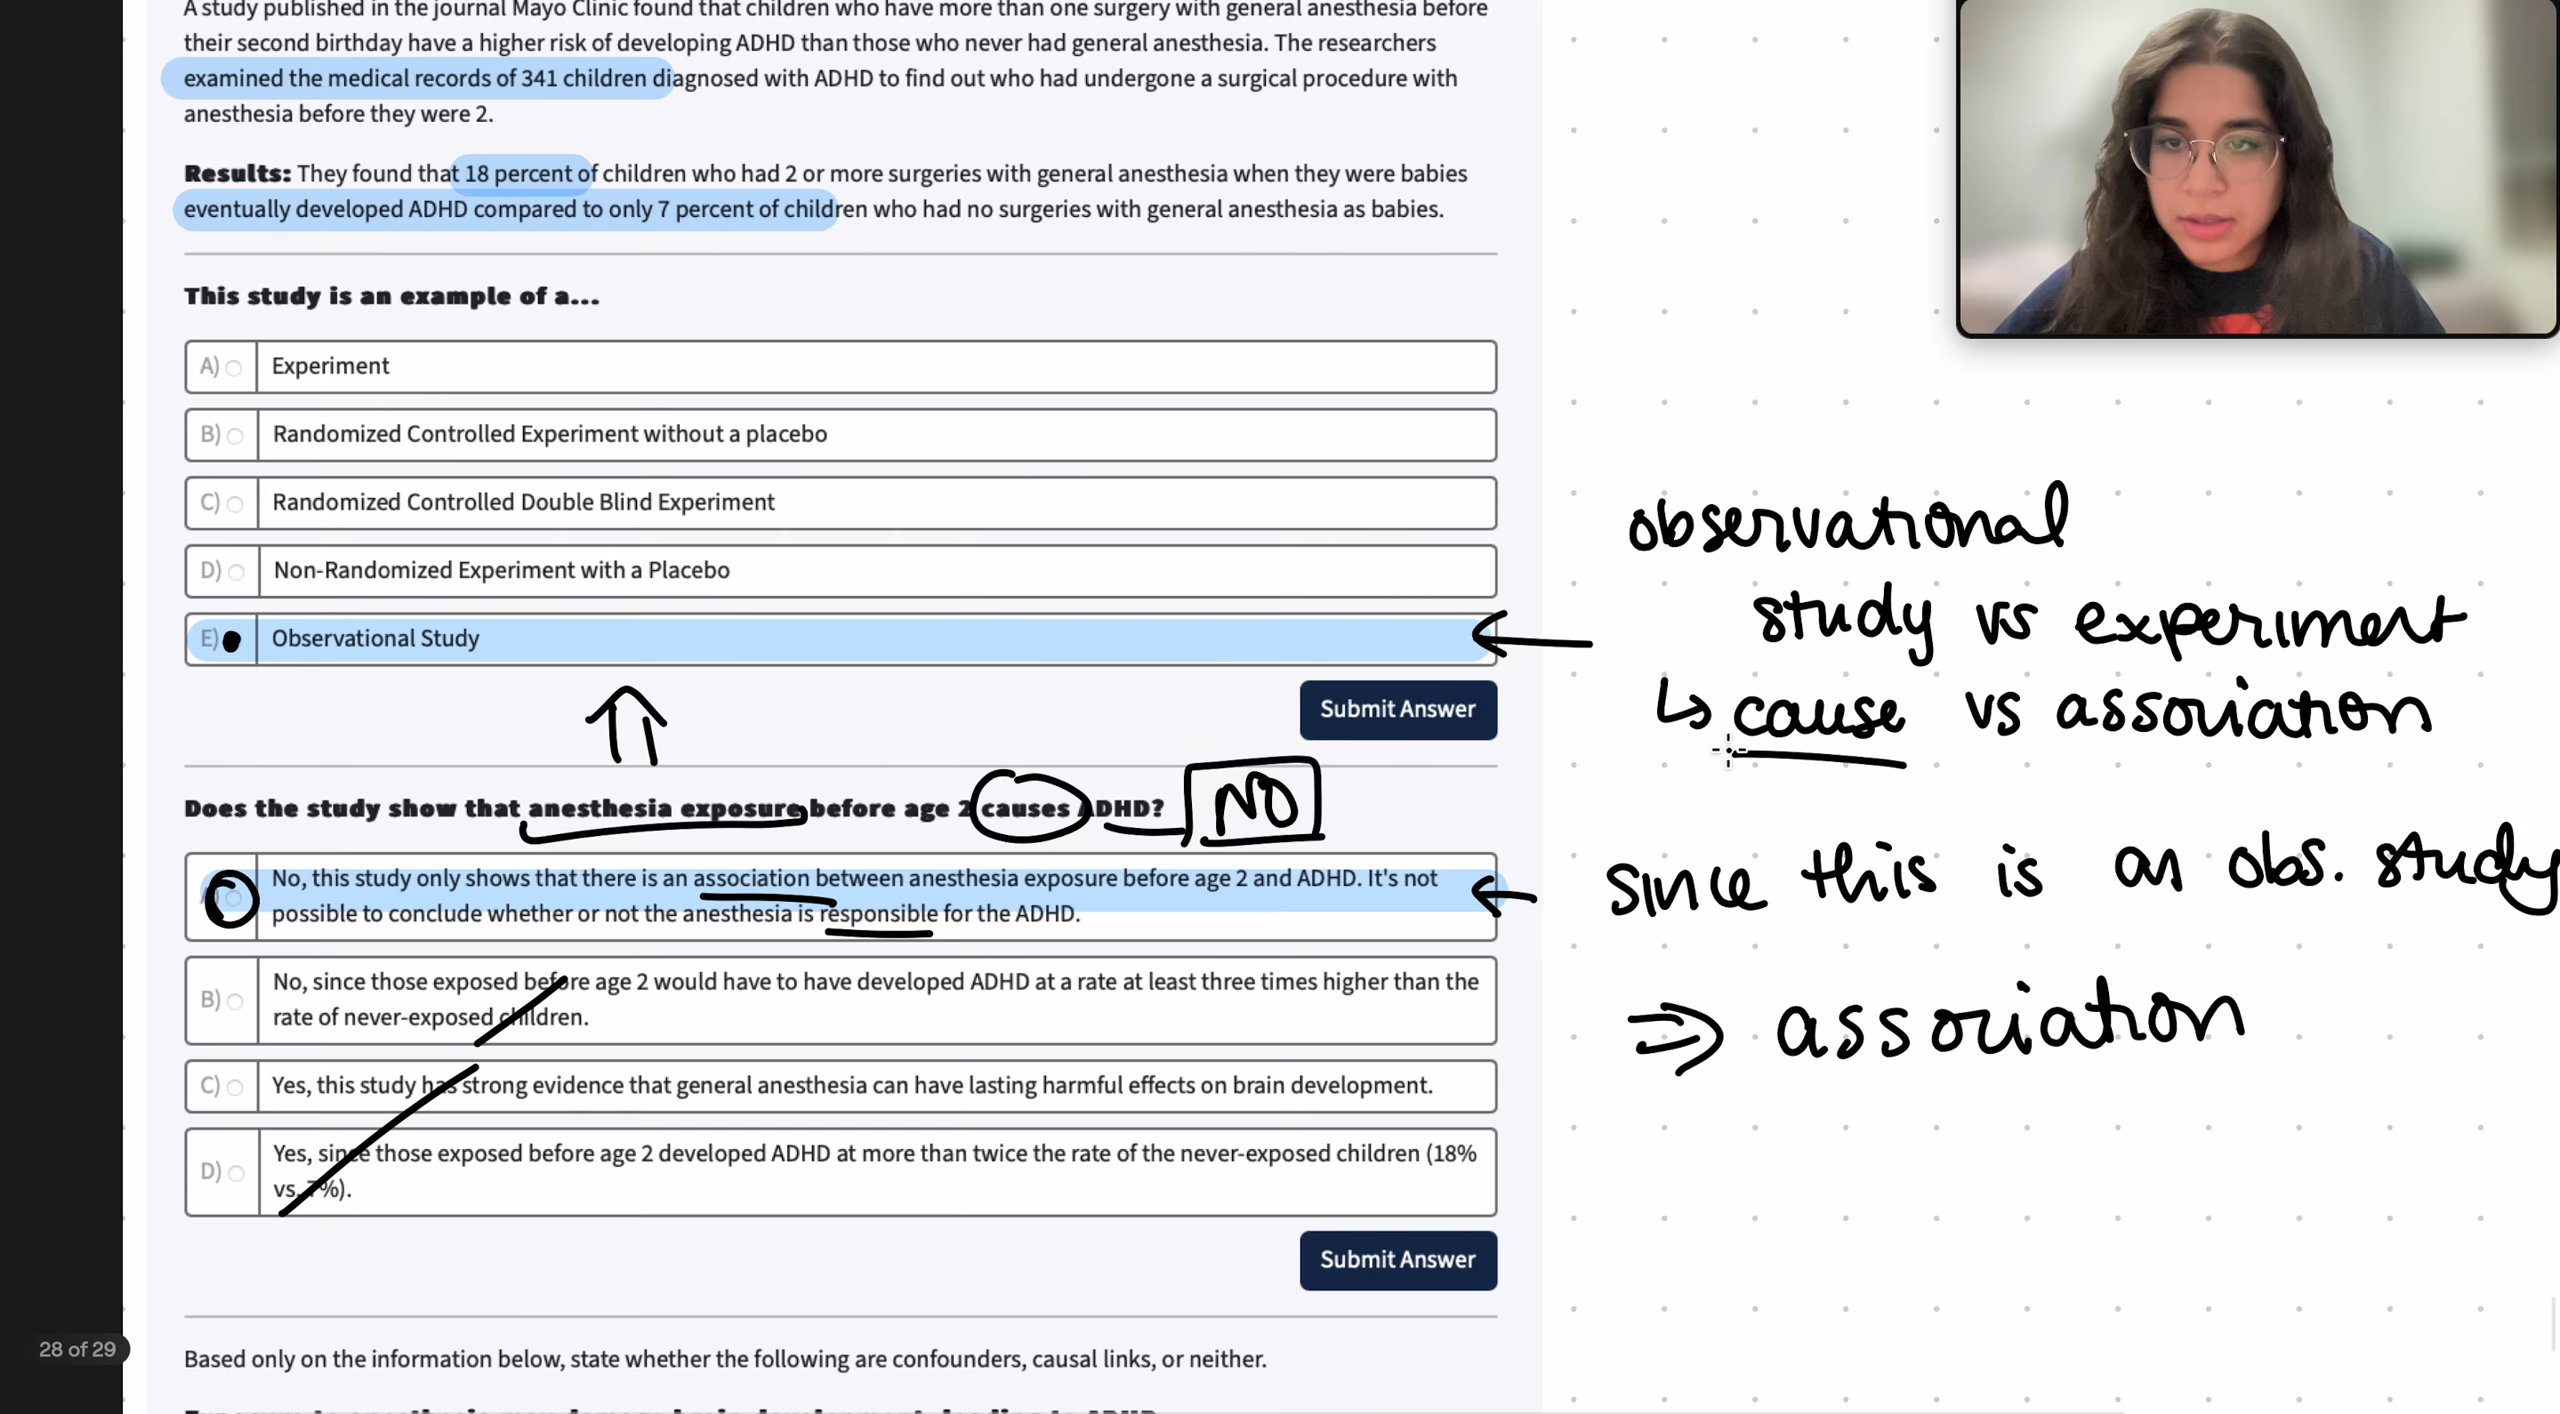 A study published in the journal Mayo Clinic found that children who have more than one surgery with general anesthesia before
their second birthday have a higher risk of developing ADHD than those who never had general anesthesia. The researchers
examined the medical records of 341 children diagnosed with ADHD to find out who had undergone a surgical procedure with
anesthesia before they were 2.
Results: They found that 18 percent of children who had 2 or more surgeries with general anesthesia when they were babies
eventually developed ADHD compared to only 7 percent of children who had no surgeries with general anesthesia as babies.
This study is an example of a...
A) Experiment
B) Randomized Controlled Experiment without a placebo
C) Randomized Controlled Double Blind Experiment
D) Non-Randomized Experiment with a Placebo
E) Observational Study
Submit Answer
Does the study show that anesthesia exposure before age 2 causes ADHD?
NO
No, this study only shows that there is an association between anesthesia exposure before age 2 and ADHD. It's not
possible to conclude whether or not the anesthesia is responsible for the ADHD.
B) No, since those exposed before age 2 would have to have developed ADHD at a rate at least three times higher than the
rate of never-exposed children.
C) Yes, this study has strong evidence that general anesthesia can have lasting harmful effects on brain development.
D) Yes, since those exposed before age 2 developed ADHD at more than twice the rate of the never-exposed children (18%
vs. 7%).
Submit Answer
Based only on the information below, state whether the following are confounders, causal links, or neither.
28 of 29
observational
study vs experiment
↳ cause vs association
since this is an obs. study
⇒ association